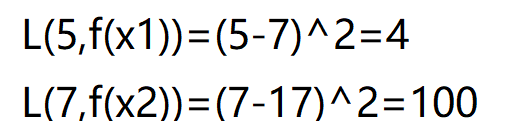 L(5,f(x1))=(5-7)^2=4
L(7,f(x2))=(7-17)^2=100